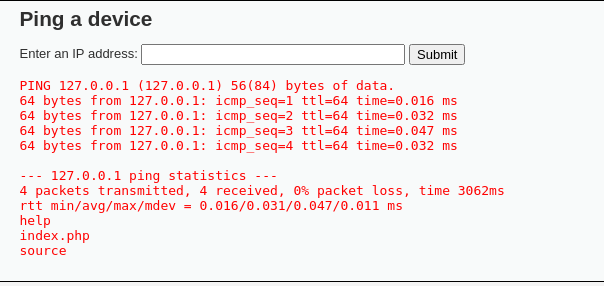 Ping a device
Enter an IP address: Submit
PING 127.0.0.1 (127.0.0.1) 56(84) bytes of data.
64 bytes from 127.0.0.1: icmp_seq=1 ttl=64 time=0.016 ms
64 bytes from 127.0.0.1: icmp_seq=2 ttl=64 time=0.032 ms
64 bytes from 127.0.0.1: icmp_seq=3 ttl=64 time=0.047 ms
64 bytes from 127.0.0.1: icmp_seq=4 ttl=64 time=0.032 ms
--- 127.0.0.1 ping statistics ---
4 packets transmitted, 4 received, 0% packet loss, time 3062ms
rtt min/avg/max/mdev = 0.016/0.031/0.047/0.011 ms
help
index.php
source